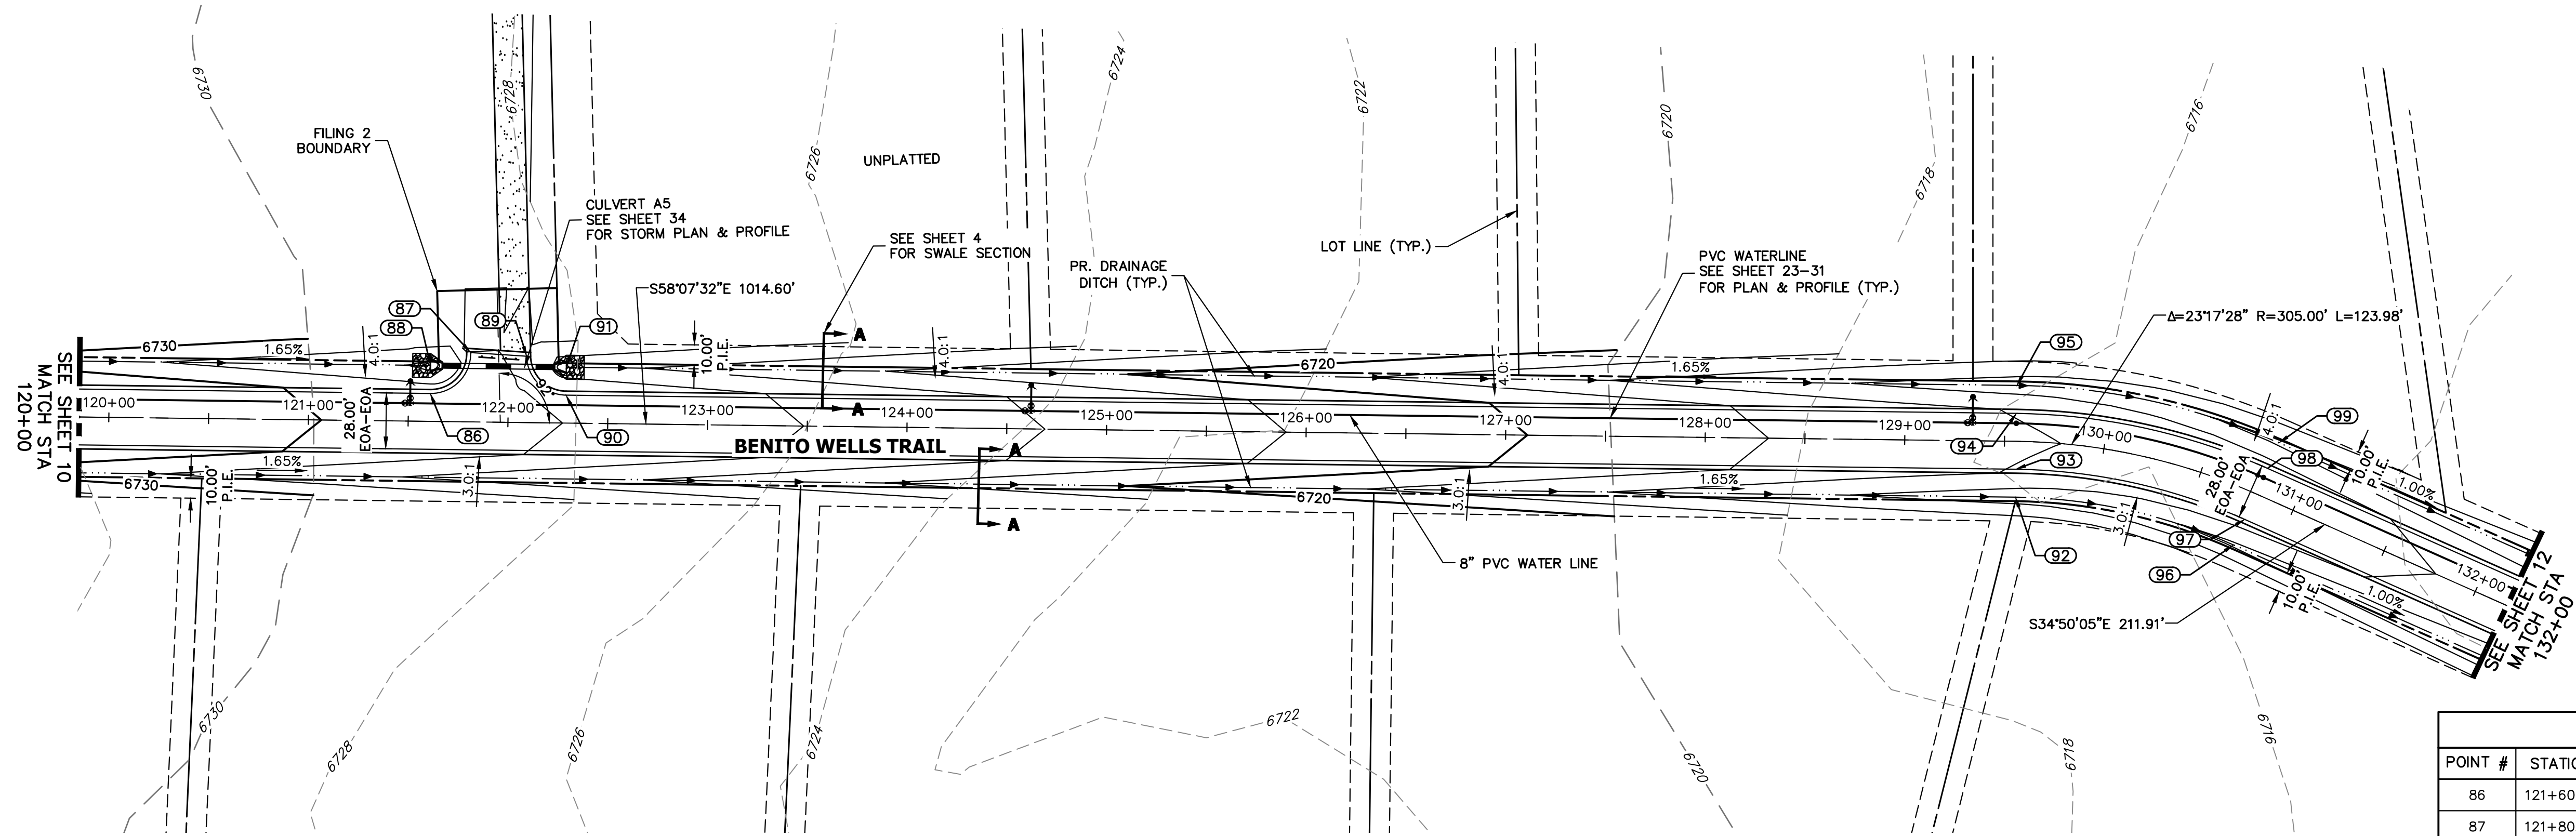 6730
6728
6724
6722
6720
6716
6726
6718
FILING 2
BOUNDARY
UNPLATTED
CULVERT A5
SEE SHEET 34
FOR STORM PLAN & PROFILE
SEE SHEET 4
FOR SWALE SECTION
LOT LINE (TYP.)
PVC WATERLINE
SEE SHEET 23-31
FOR PLAN & PROFILE (TYP.)
PR. DRAINAGE
DITCH (TYP.)
S58°07'32"E 1014.60'
Δ=23°17'28" R=305.00' L=123.98'
87
88
89
91
95
99
6730
1.65%
4.0:1
10.00'
P.I.E.
A
4.0:1
6720
4.0:1
1.65%
4.0:1
SEE SHEET 10
MATCH STA
120+00
120+00
121+00
122+00
123+00
A
124+00
125+00
126+00
127+00
128+00
129+00
130+00
131+00
132+00
28.00'
EOA-EOA
86
90
94
93
98
BENITO WELLS TRAIL
A
1.65%
6730
10.00'
P.I.E.
3.0:1
A
6720
3.0:1
1.65%
92
3.0:1
97
96
28.00'
EOA-EOA
10.00'
P.I.E.
1.00%
10.00'
P.I.E.
1.00%
8" PVC WATER LINE
S34°50'05"E 211.91'
SEE SHEET 12
MATCH STA
132+00
6730
6728
6726
6724
6722
6720
6718
6716
POINT # STATIO
86 121+60
87 121+80